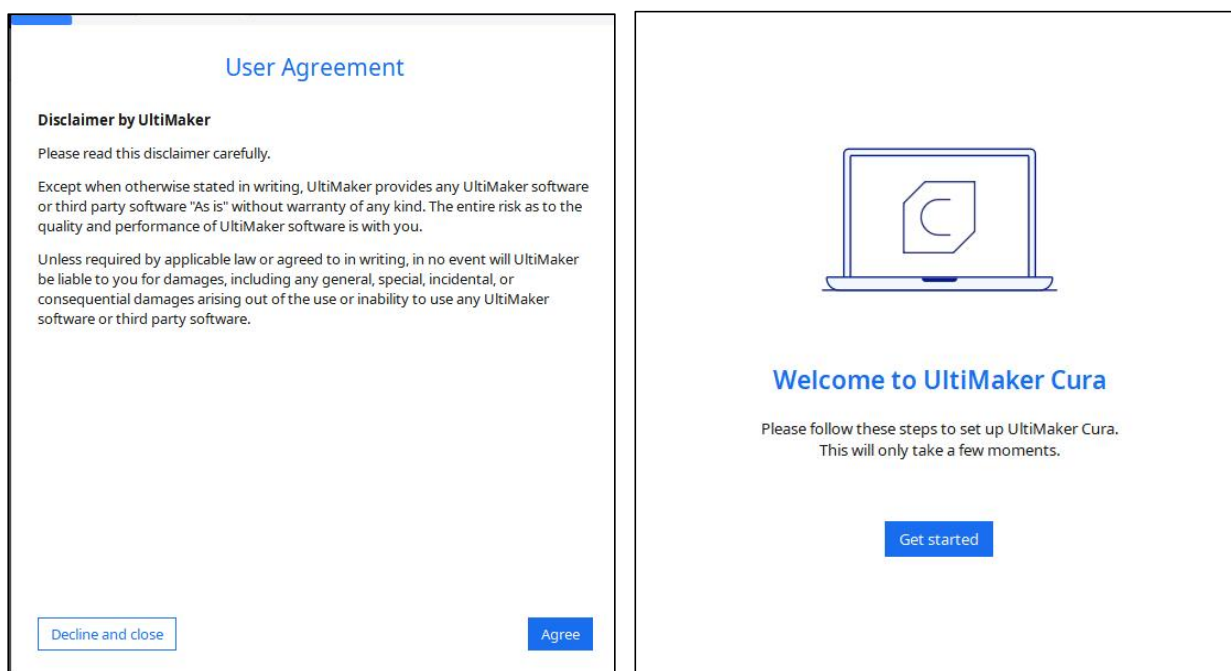 User Agreement
Disclaimer by UltiMaker
Please read this disclaimer carefully.
Except when otherwise stated in writing, UltiMaker provides any UltiMaker software
or third party software "As is" without warranty of any kind. The entire risk as to the
quality and performance of UltiMaker software is with you.
Unless required by applicable law or agreed to in writing, in no event will UltiMaker
be liable to you for damages, including any general, special, incidental, or
consequential damages arising out of the use or inability to use any UltiMaker
software or third party software.
Decline and close
Agree
Welcome to UltiMaker Cura
Please follow these steps to set up UltiMaker Cura.
This will only take a few moments.
Get started